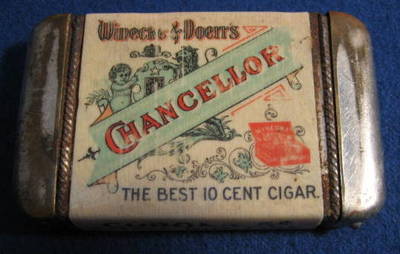 Wineck & Doerr's
CHANCELLOR
THE BEST 10 CENT CIGAR.